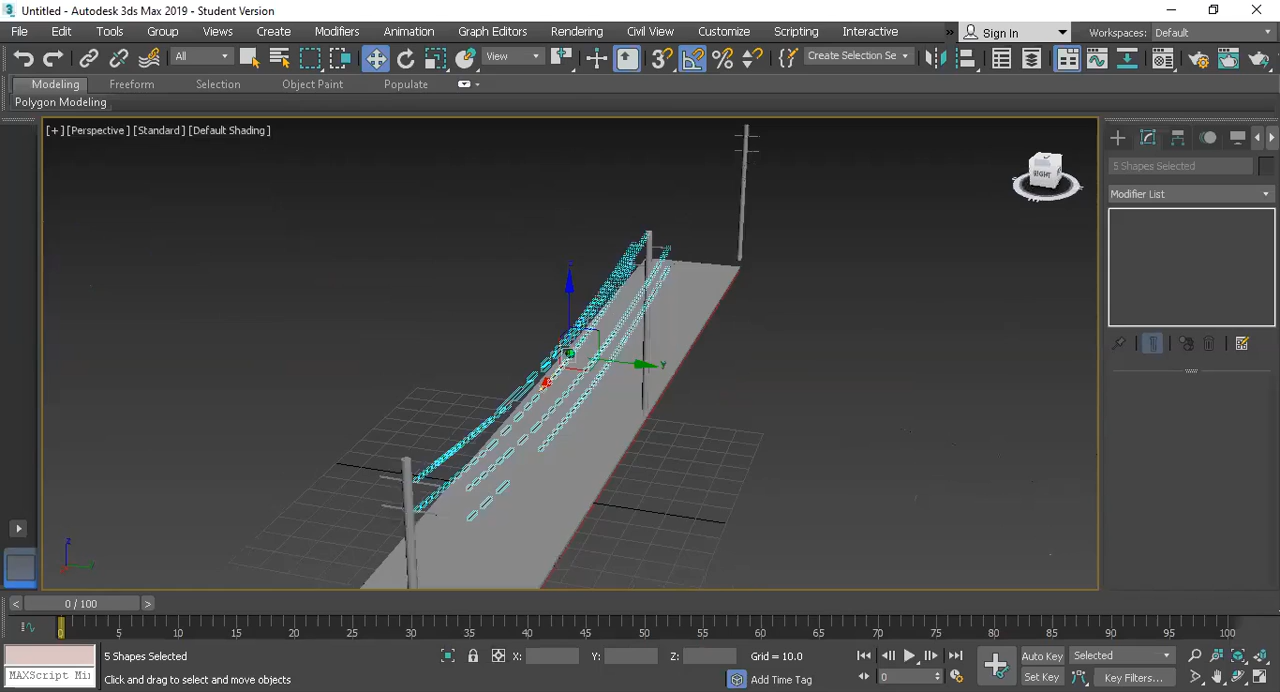 Untitled - Autodesk 3ds Max 2019 - Student Version
File Edit Tools Group Views Create Modifiers Animation Graph Editors Rendering Civil View Customize Scripting Interactive » Sign In Workspaces: Default
All View Create Selection Se
Modeling Freeform Selection Object Paint Populate
Polygon Modeling
[+] [Perspective] [Standard] [Default Shading]
RIGHT
5 Shapes Selected
Modifier List
Z
Y
z
< 0 / 100 >
0 5 10 15 20 25 30 35 40 45 50 55 60 65 70 75 80 85 90 95 100
5 Shapes Selected X: Y: Z: Grid = 10.0 Auto Key Selected
MAXScript Mi Click and drag to select and move objects Add Time Tag 0 Set Key Key Filters...